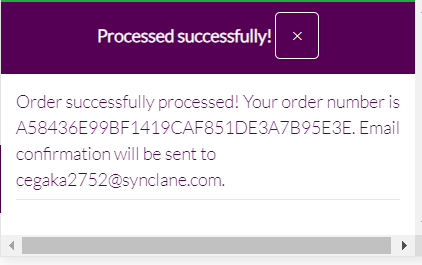 Processed successfully! ×
Order successfully processed! Your order number is
A58436E99BF1419CAF851DE3A7B95E3E. Email
confirmation will be sent to
cegaka2752@synclane.com.